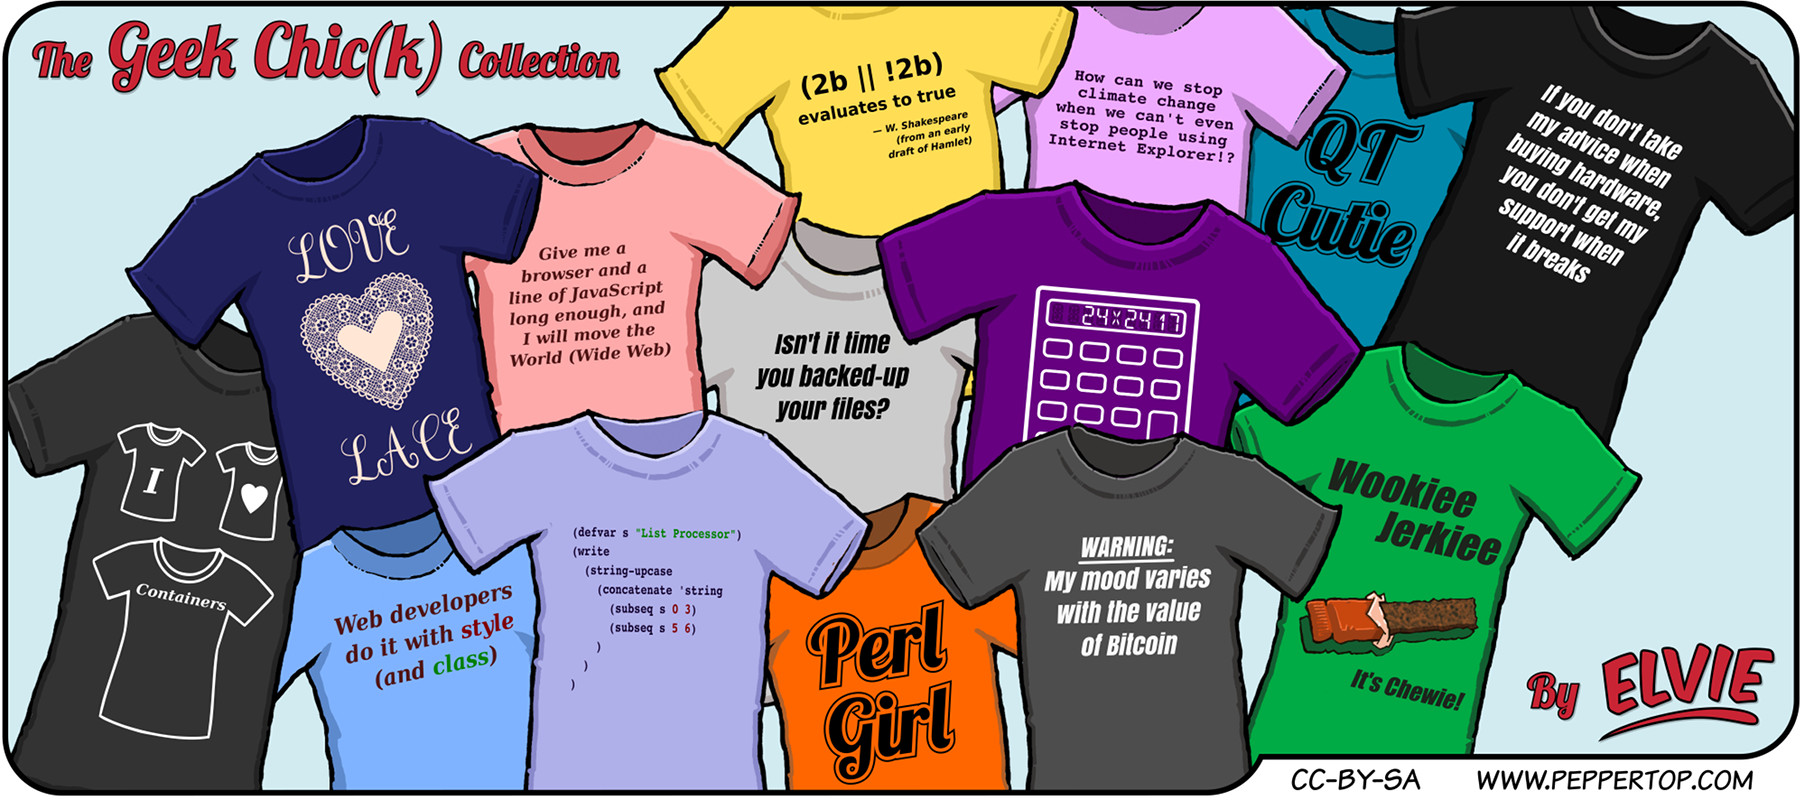 The Geek Chic(k) Collection
(2b || !2b)
evaluates to true
— W. Shakespeare
(from an early
draft of Hamlet)
How can we stop
climate change
when we can't even
stop people using
Internet Explorer!?
QT
Cutie
If you don't take
my advice when
buying hardware,
you don't get my
support when
it breaks
LOVE
LACE
Give me a
browser and a
line of JavaScript
long enough, and
I will move the
World (Wide Web)
Isn't it time
you backed-up
your files?
24x24 17
I
Containers
Web developers
do it with style
(and class)
(defvar s "List Processor")
(write
(string-upcase
(concatenate 'string
(subseq s 0 3)
(subseq s 5 6)
)
)
)
Perl
Girl
WARNING:
My mood varies
with the value
of Bitcoin
Wookiee
Jerkiee
It's Chewie!
By ELVIE
CC-BY-SA
WWW.PEPPERTOP.COM